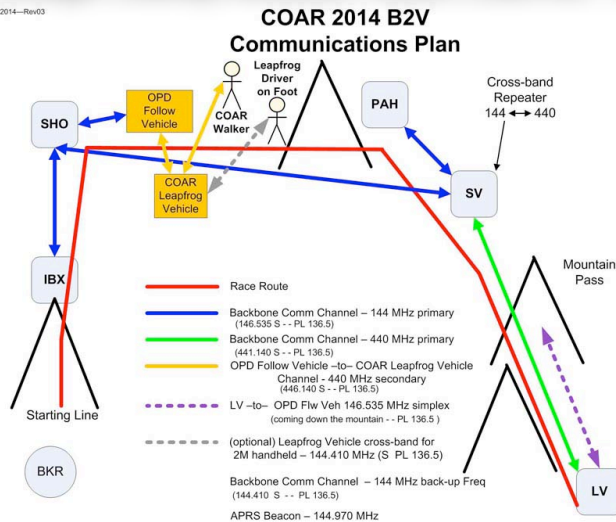 2014—Rev03
COAR 2014 B2V
Communications Plan
Leapfrog
Driver
on Foot
COAR
Walker
OPD
Follow
Vehicle
SHO
PAH
Cross-band
Repeater
144 440
COAR
Leapfrog
Vehicle
SV
IBX
Mountain
Pass
Race Route
Backbone Comm Channel – 144 MHz primary
(146.535 S - - PL 136.5)
Backbone Comm Channel – 440 MHz primary
(441.140 S - - PL 136.5)
OPD Follow Vehicle –to– COAR Leapfrog Vehicle
Channel - 440 MHz secondary
(446.140 S - - PL 136.5)
Starting Line
LV –to– OPD Flw Veh 146.535 MHz simplex
(coming down the mountain - - PL 136.5 )
(optional) Leapfrog Vehicle cross-band for
2M handheld – 144.410 MHz (S PL 136.5)
BKR
Backbone Comm Channel – 144 MHz back-up Freq
(144.410 S - - PL 136.5)
LV
APRS Beacon – 144.970 MHz